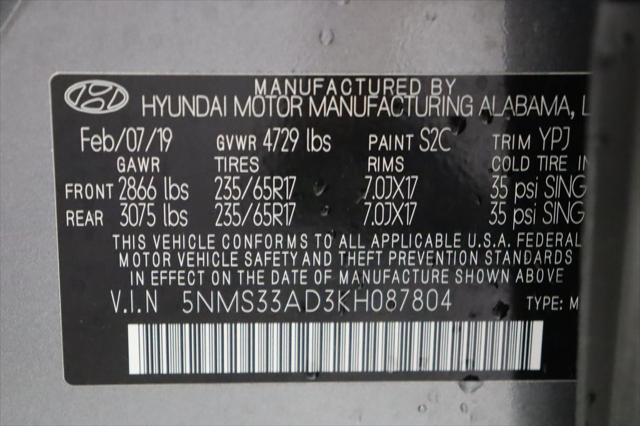 MANUFACTURED BY
HYUNDAI MOTOR MANUFACTURING ALABAMA, L
Feb/07/19 GVWR 4729 lbs PAINT S2C TRIM YPJ
GAWR TIRES RIMS COLD TIRE IN
FRONT 2866 lbs 235/65R17 7.0JX17 35 psi SING
REAR 3075 lbs 235/65R17 7.0JX17 35 psi SING
THIS VEHICLE CONFORMS TO ALL APPLICABLE U.S.A. FEDERAL
MOTOR VEHICLE SAFETY AND THEFT PREVENTION STANDARDS
IN EFFECT ON THE DATE OF MANUFACTURE SHOWN ABOVE.
V.I.N 5NMS33AD3KH087804 TYPE: M